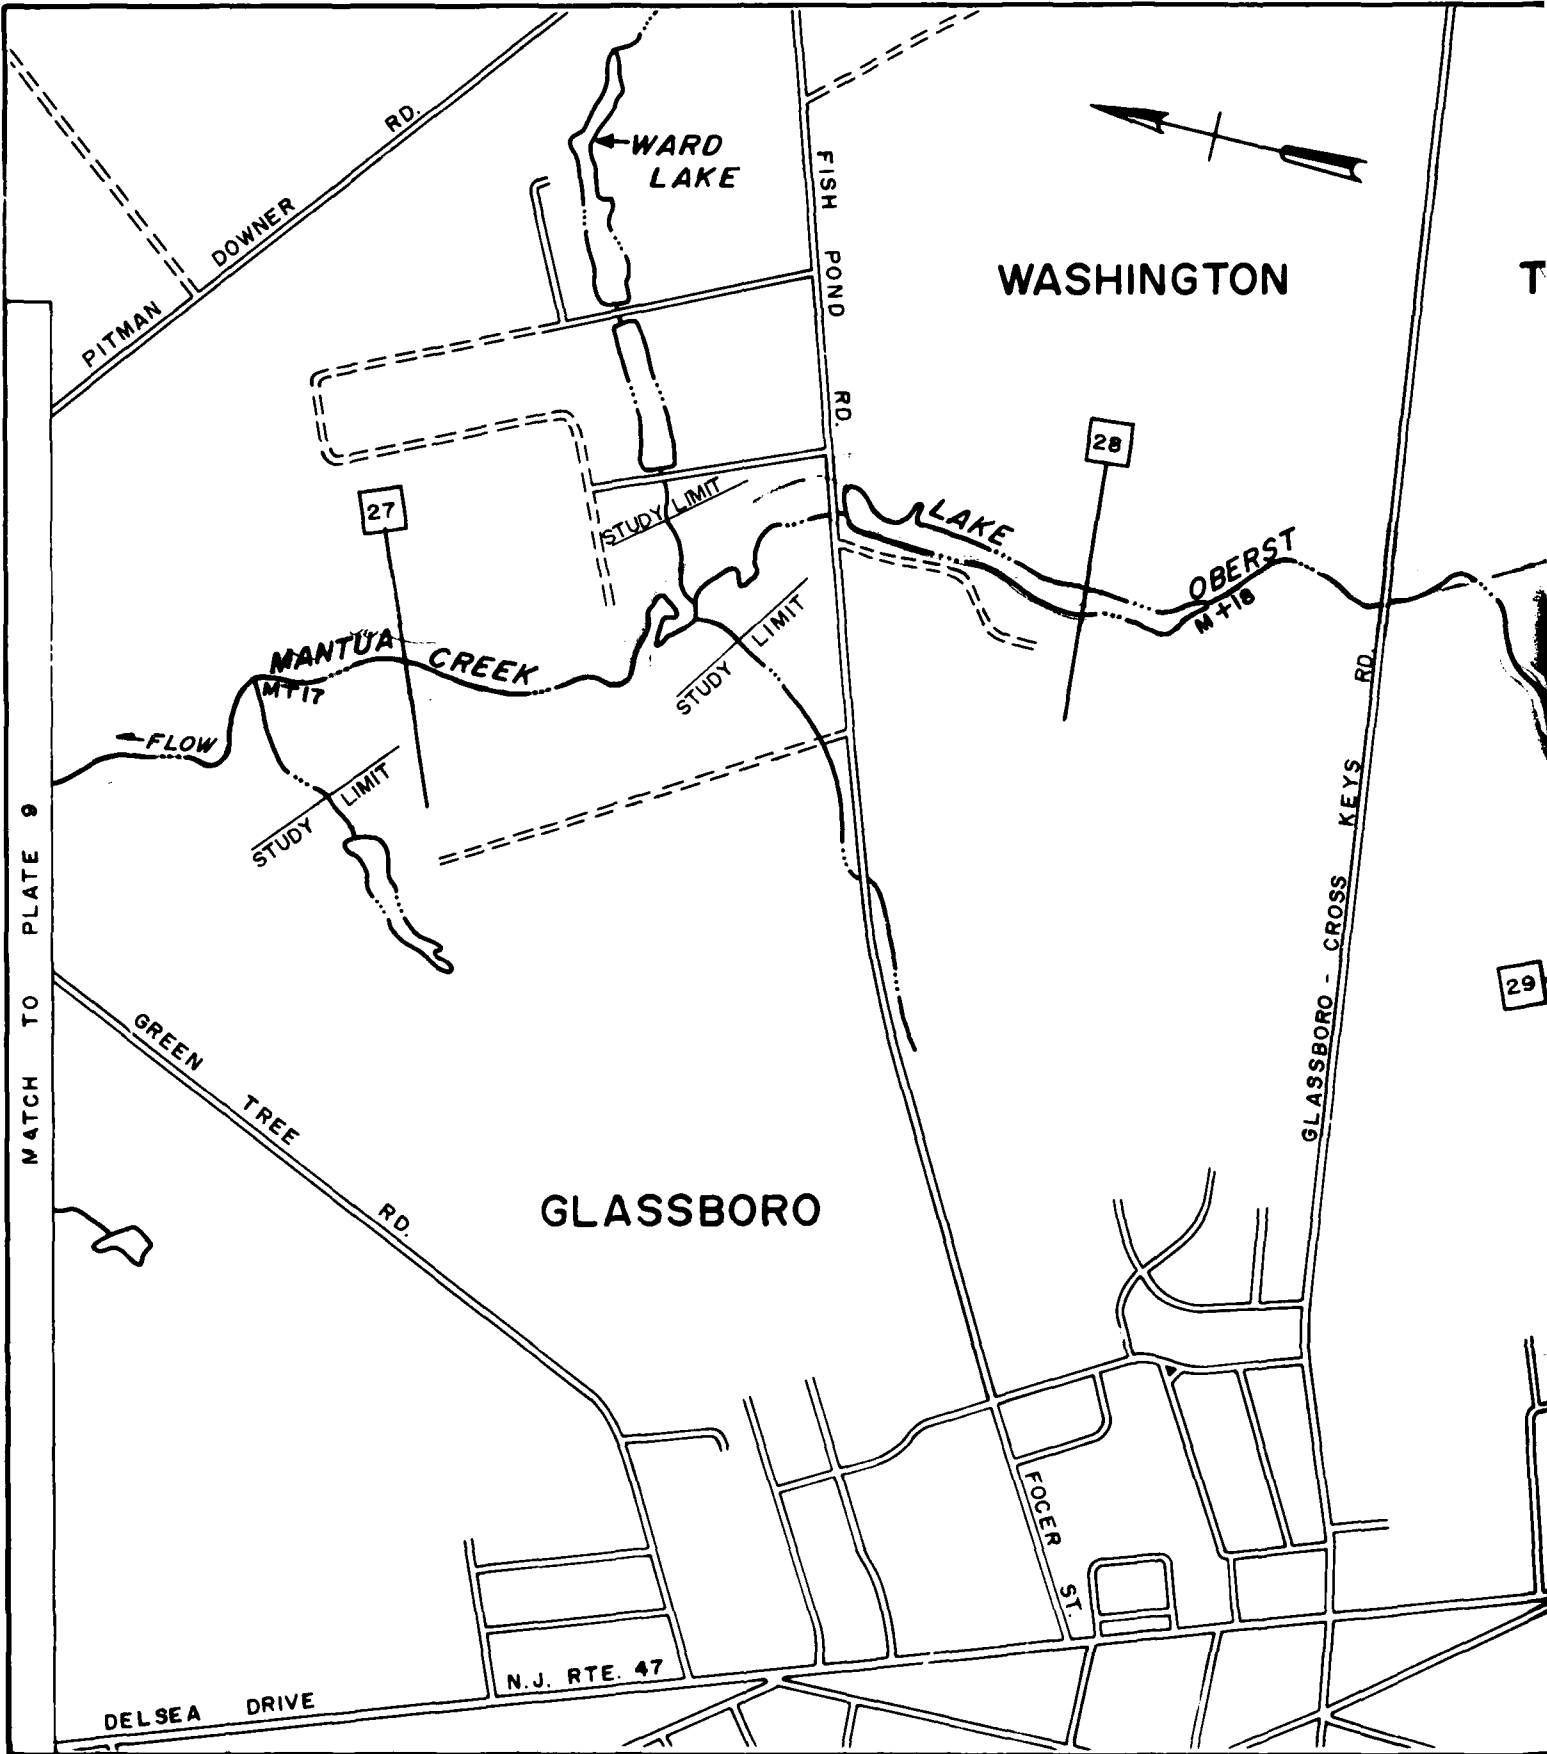 PITMAN DOWNER RD.
WARD
LAKE
FISH POND RD.
WASHINGTON
T
28
27
STUDY LIMIT
LAKE OBERST
M+18
MANTUA CREEK
M+17
FLOW
STUDY LIMIT
STUDY LIMIT
MATCH TO PLATE 9
GLASSBORO - CROSS KEYS RD.
29
GREEN TREE RD.
GLASSBORO
FOCER ST.
N.J. RTE. 47
DELSEA DRIVE